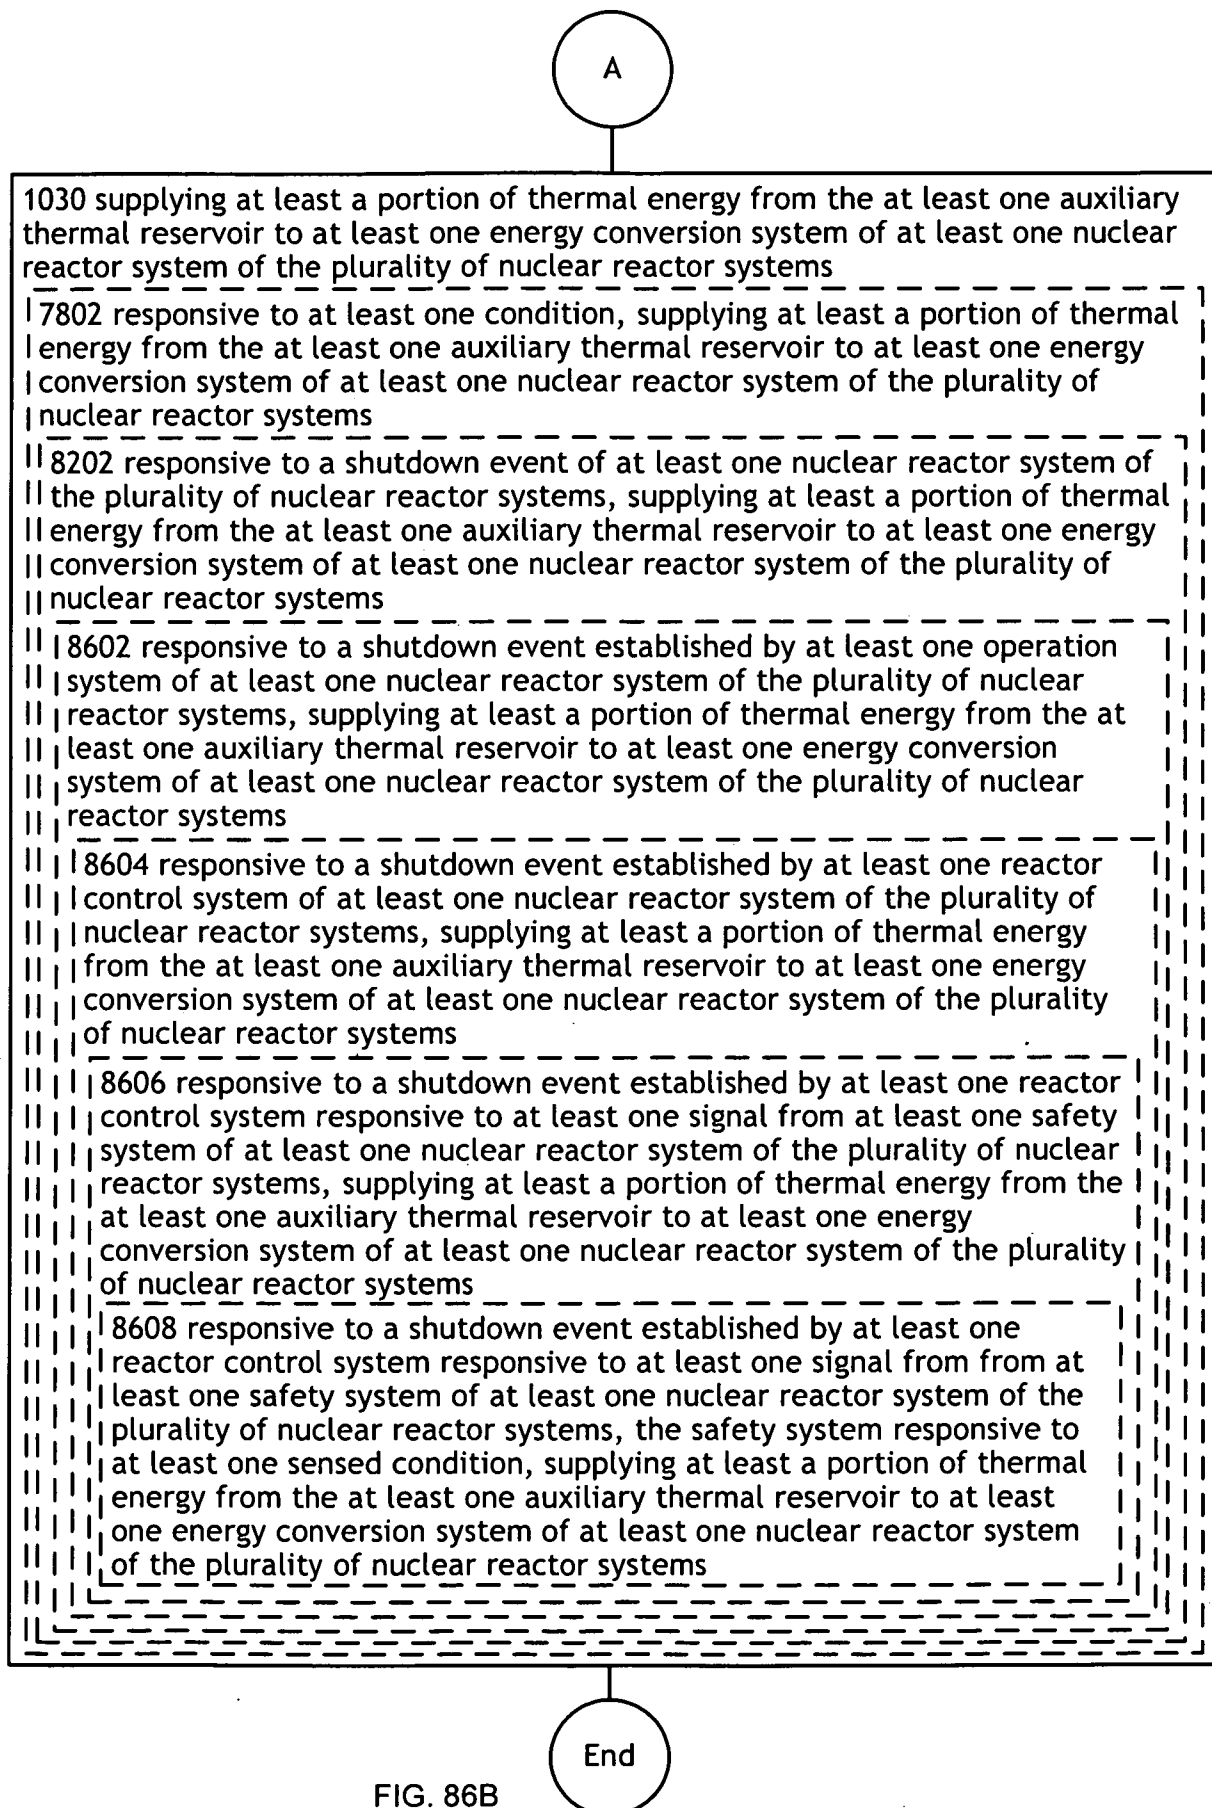 A
1030 supplying at least a portion of thermal energy from the at least one auxiliary
thermal reservoir to at least one energy conversion system of at least one nuclear
reactor system of the plurality of nuclear reactor systems
7802 responsive to at least one condition, supplying at least a portion of thermal
energy from the at least one auxiliary thermal reservoir to at least one energy
conversion system of at least one nuclear reactor system of the plurality of
nuclear reactor systems
8202 responsive to a shutdown event of at least one nuclear reactor system of
the plurality of nuclear reactor systems, supplying at least a portion of thermal
energy from the at least one auxiliary thermal reservoir to at least one energy
conversion system of at least one nuclear reactor system of the plurality of
nuclear reactor systems
8602 responsive to a shutdown event established by at least one operation
system of at least one nuclear reactor system of the plurality of nuclear
reactor systems, supplying at least a portion of thermal energy from the at
least one auxiliary thermal reservoir to at least one energy conversion
system of at least one nuclear reactor system of the plurality of nuclear
reactor systems
8604 responsive to a shutdown event established by at least one reactor
control system of at least one nuclear reactor system of the plurality of
nuclear reactor systems, supplying at least a portion of thermal energy
from the at least one auxiliary thermal reservoir to at least one energy
conversion system of at least one nuclear reactor system of the plurality
of nuclear reactor systems
8606 responsive to a shutdown event established by at least one reactor
control system responsive to at least one signal from at least one safety
system of at least one nuclear reactor system of the plurality of nuclear
reactor systems, supplying at least a portion of thermal energy from the
at least one auxiliary thermal reservoir to at least one energy
conversion system of at least one nuclear reactor system of the plurality
of nuclear reactor systems
8608 responsive to a shutdown event established by at least one
reactor control system responsive to at least one signal from from at
least one safety system of at least one nuclear reactor system of the
plurality of nuclear reactor systems, the safety system responsive to
at least one sensed condition, supplying at least a portion of thermal
energy from the at least one auxiliary thermal reservoir to at least
one energy conversion system of at least one nuclear reactor system
of the plurality of nuclear reactor systems
End
FIG. 86B